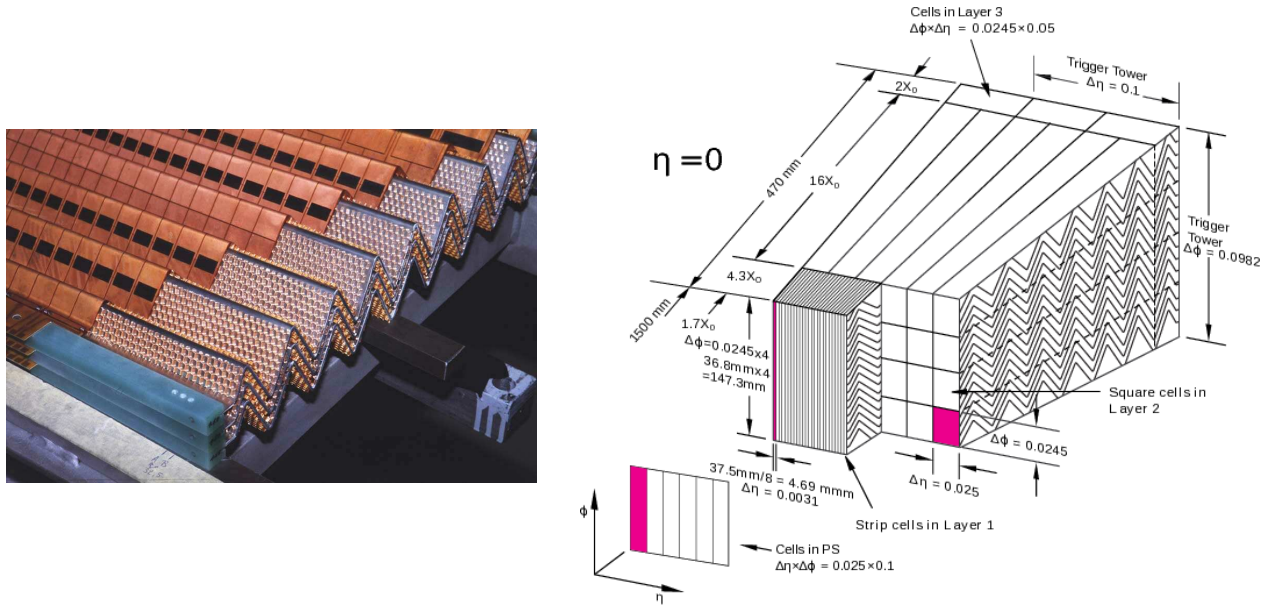 Cells in Layer 3
Δϕ×Δη = 0.0245×0.05
Trigger Tower
Δη = 0.1
2X₀
η = 0
470 mm
16X₀
Trigger
Tower
Δϕ = 0.0982
4.3X₀
1500 mm
1.7X₀
Δϕ=0.0245x4
36.8mmx4
=147.3mm
Square cells in
Layer 2
Δϕ = 0.0245
37.5mm/8 = 4.69 mmm
Δη = 0.0031
Δη = 0.025
Strip cells in Layer 1
ϕ
Cells in PS
Δη×Δϕ = 0.025×0.1
η